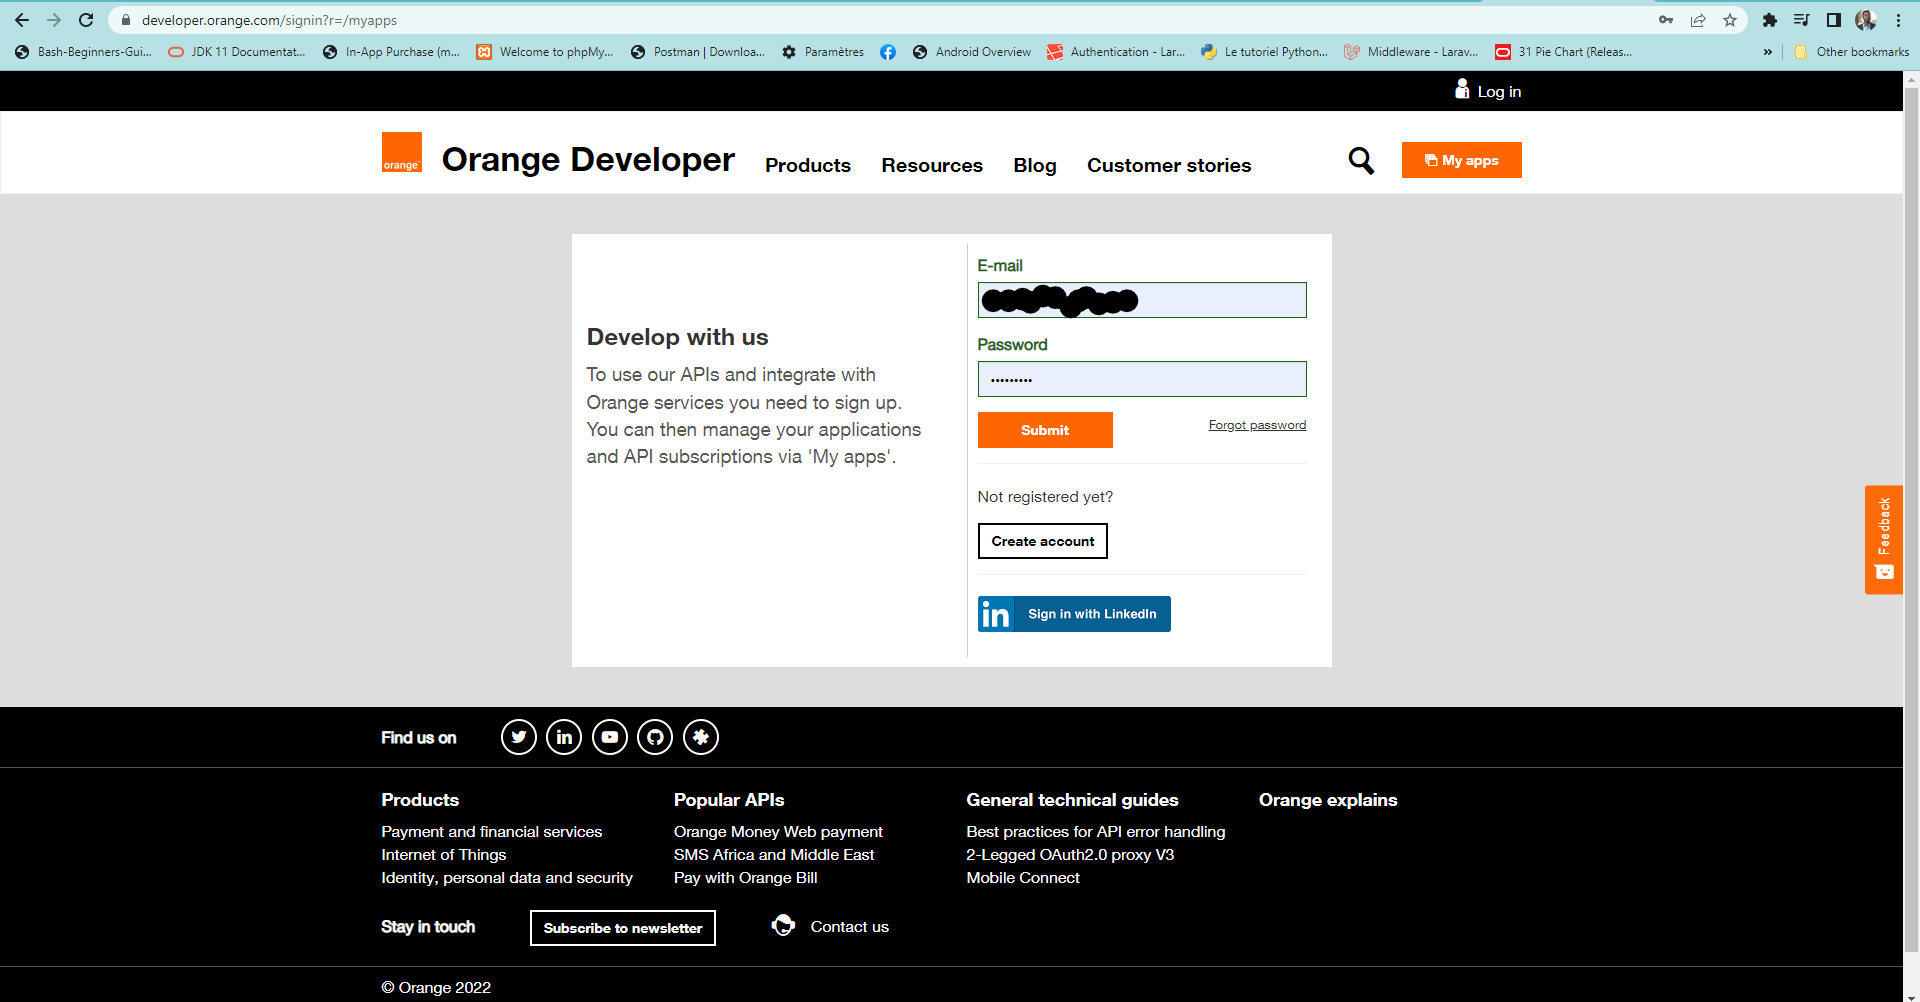 developer.orange.com/signin?r=/myapps
Bash-Beginners-Gui... JDK 11 Documentat... In-App Purchase (m... Welcome to phpMy... Postman | Downloa... Paramètres Android Overview Authentication - Lar... Le tutoriel Python... Middleware - Larav... 31 Pie Chart (Releas... » Other bookmarks
Log in
orange™ Orange Developer Products Resources Blog Customer stories My apps
E-mail
Develop with us
To use our APIs and integrate with
Orange services you need to sign up.
You can then manage your applications
and API subscriptions via 'My apps'.
Password
•••••••••
Submit Forgot password
Not registered yet?
Create account
in Sign in with LinkedIn
Feedback
Find us on
Products
Payment and financial services
Internet of Things
Identity, personal data and security
Popular APIs
Orange Money Web payment
SMS Africa and Middle East
Pay with Orange Bill
General technical guides
Best practices for API error handling
2-Legged OAuth2.0 proxy V3
Mobile Connect
Orange explains
Stay in touch Subscribe to newsletter Contact us
© Orange 2022